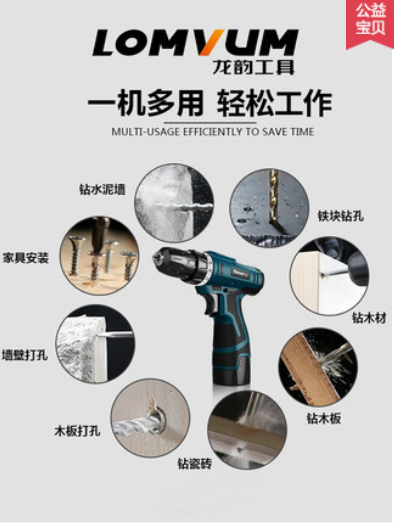 公益
宝贝
LOMVUM
龙韵工具
一机多用 轻松工作
MULTI-USAGE EFFICIENTLY TO SAVE TIME
钻水泥墙
铁块钻孔
家具安装
钻木材
墙壁打孔
钻木板
木板打孔
钻瓷砖